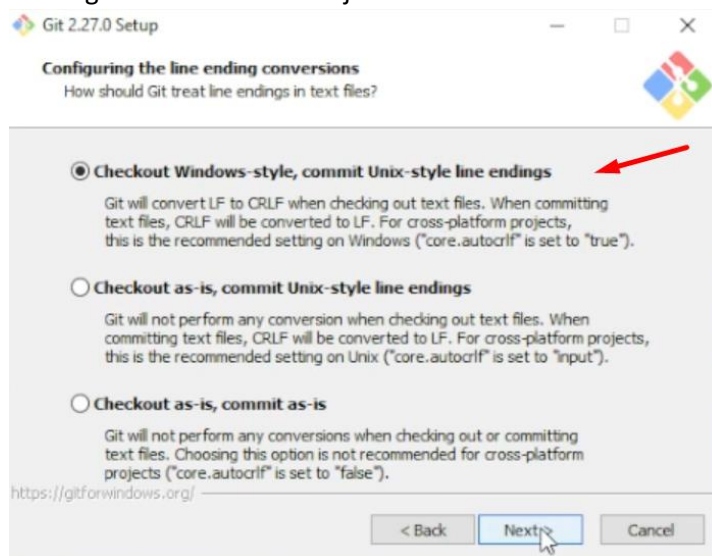 Git 2.27.0 Setup
Configuring the line ending conversions
How should Git treat line endings in text files?
Checkout Windows-style, commit Unix-style line endings
Git will convert LF to CRLF when checking out text files. When committing
text files, CRLF will be converted to LF. For cross-platform projects,
this is the recommended setting on Windows ("core.autocrlf" is set to "true").
Checkout as-is, commit Unix-style line endings
Git will not perform any conversion when checking out text files. When
committing text files, CRLF will be converted to LF. For cross-platform projects,
this is the recommended setting on Unix ("core.autocrlf" is set to "input").
Checkout as-is, commit as-is
Git will not perform any conversions when checking out or committing
text files. Choosing this option is not recommended for cross-platform
projects ("core.autocrlf" is set to "false").
https://gitforwindows.org/
< Back Next > Cancel